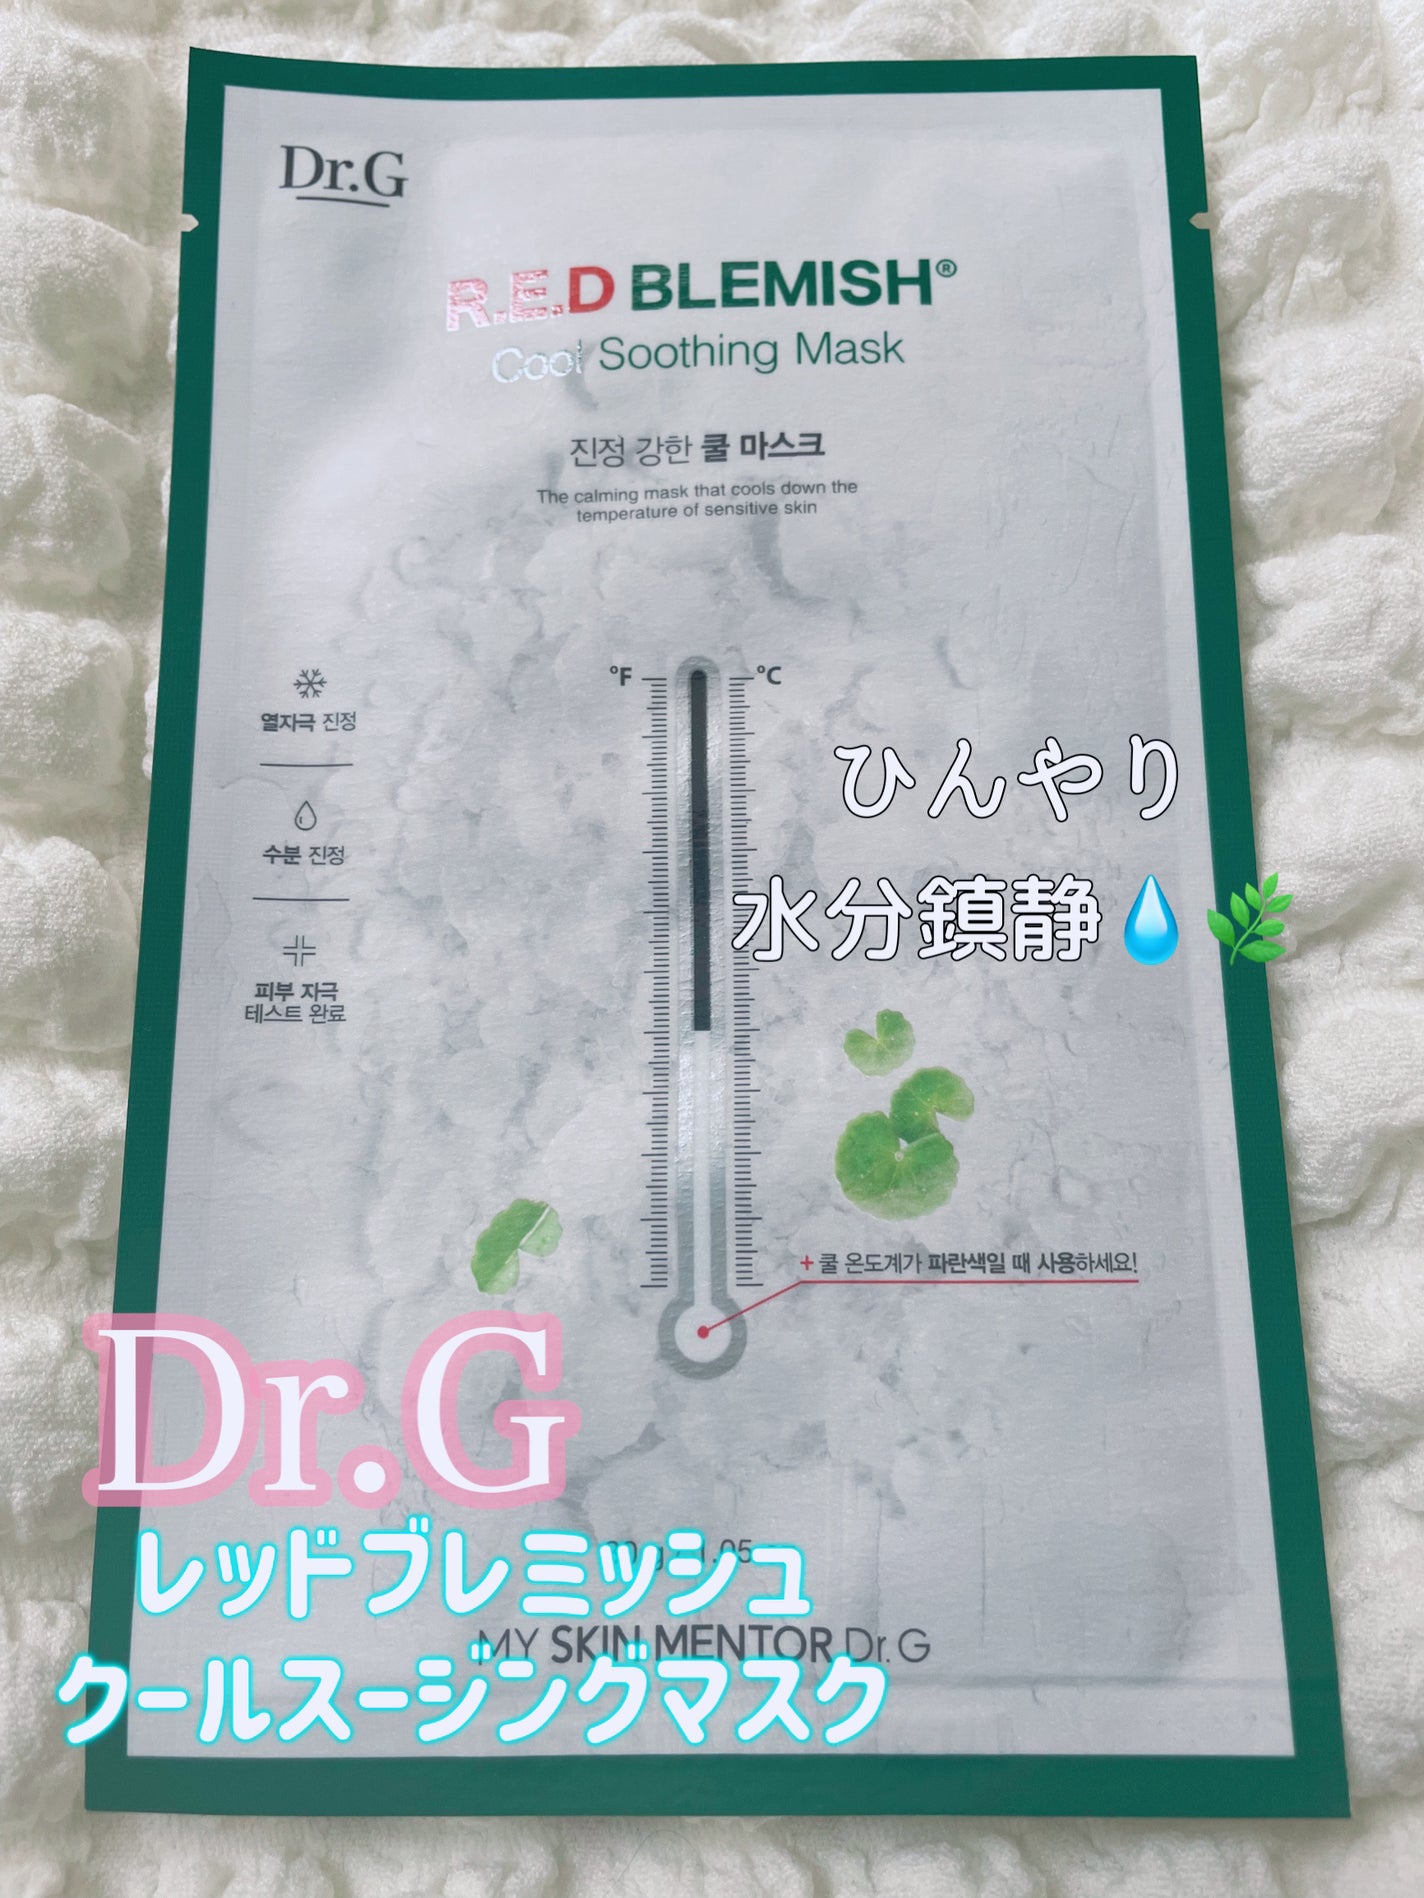 Dr.G
R.E.D BLEMISH®
Cool Soothing Mask
진정 강한 쿨 마스크
The calming mask that cools down the
temperature of sensitive skin
°F °C
열자극 진정
수분 진정
피부 자극
테스트 완료
ひんやり
水分鎮静💧🌿
+ 쿨 온도계가 파란색일 때 사용하세요!
Dr.G
レッドブレミッシュ
1.05
MY SKIN MENTOR Dr.G
クールスージングマスク